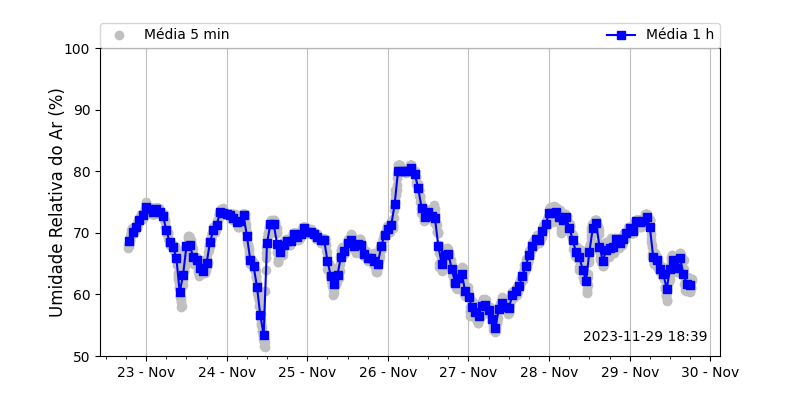 Média 5 min
Média 1 h
Umidade Relativa do Ar (%)
100
90
80
70
60
50
2023-11-29 18:39
23 - Nov
24 - Nov
25 - Nov
26 - Nov
27 - Nov
28 - Nov
29 - Nov
30 - Nov